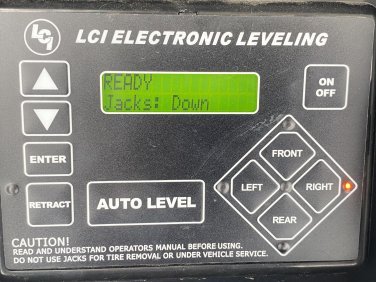 LCI
LCI ELECTRONIC LEVELING
READY
Jacks: Down
ON
OFF
ENTER
RETRACT
AUTO LEVEL
FRONT
LEFT
RIGHT
REAR
CAUTION!
READ AND UNDERSTAND OPERATORS MANUAL BEFORE USING.
DO NOT USE JACKS FOR TIRE REMOVAL OR UNDER VEHICLE SERVICE.